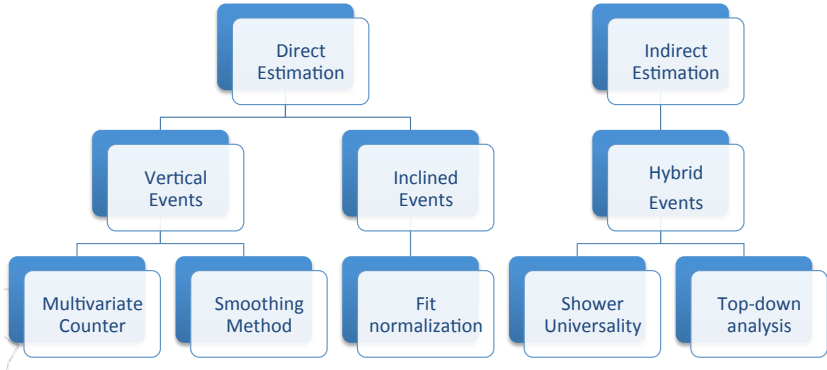 Direct
Estimation
Indirect
Estimation
Vertical
Events
Inclined
Events
Hybrid
Events
Multivariate
Counter
Smoothing
Method
Fit
normalization
Shower
Universality
Top-down
analysis